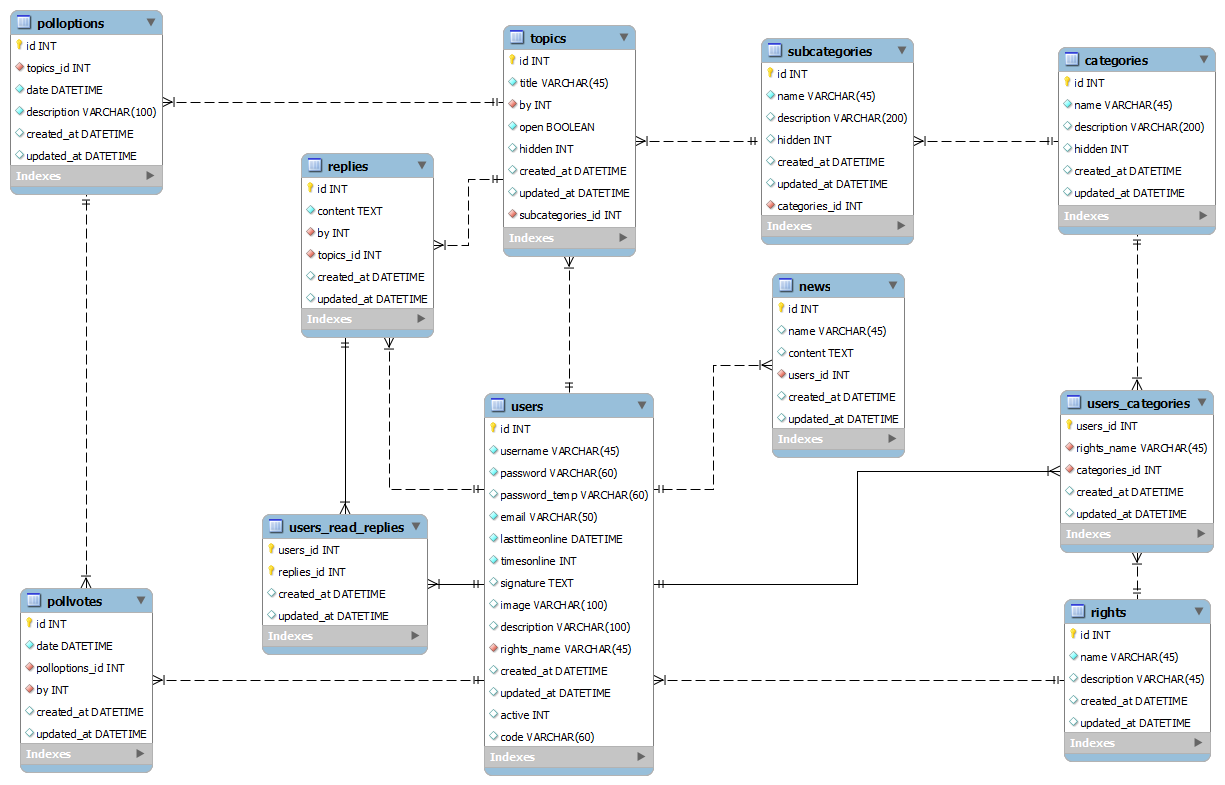 polloptions
id INT
topics_id INT
date DATETIME
description VARCHAR(100)
created_at DATETIME
updated_at DATETIME
Indexes
topics
id INT
title VARCHAR(45)
by INT
open BOOLEAN
hidden INT
created_at DATETIME
updated_at DATETIME
subcategories_id INT
Indexes
subcategories
id INT
name VARCHAR(45)
description VARCHAR(200)
hidden INT
created_at DATETIME
updated_at DATETIME
categories_id INT
Indexes
categories
id INT
name VARCHAR(45)
description VARCHAR(200)
hidden INT
created_at DATETIME
updated_at DATETIME
Indexes
replies
id INT
content TEXT
by INT
topics_id INT
created_at DATETIME
updated_at DATETIME
Indexes
news
id INT
name VARCHAR(45)
content TEXT
users_id INT
created_at DATETIME
updated_at DATETIME
Indexes
users
id INT
username VARCHAR(45)
password VARCHAR(60)
password_temp VARCHAR(60)
email VARCHAR(50)
lasttimeonline DATETIME
timesonline INT
signature TEXT
image VARCHAR(100)
description VARCHAR(100)
rights_name VARCHAR(45)
created_at DATETIME
updated_at DATETIME
active INT
code VARCHAR(60)
Indexes
users_categories
users_id INT
rights_name VARCHAR(45)
categories_id INT
created_at DATETIME
updated_at DATETIME
Indexes
users_read_replies
users_id INT
replies_id INT
created_at DATETIME
updated_at DATETIME
Indexes
pollvotes
id INT
date DATETIME
polloptions_id INT
by INT
created_at DATETIME
updated_at DATETIME
Indexes
rights
id INT
name VARCHAR(45)
description VARCHAR(45)
created_at DATETIME
updated_at DATETIME
Indexes